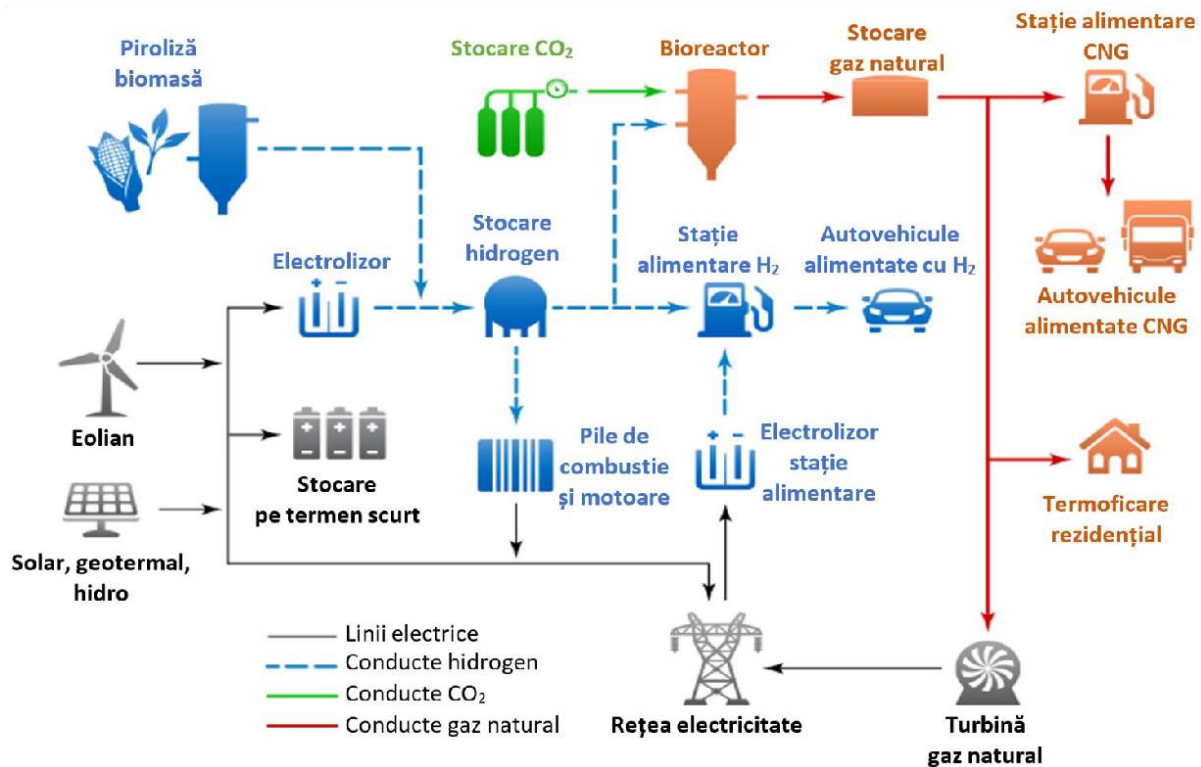 Piroliză
biomasă
Stocare CO₂
Bioreactor
Stocare
gaz natural
Stație alimentare
CNG
Electrolizor
Stocare
hidrogen
Stație
alimentare H₂
Autovehicule
alimentate cu H₂
Autovehicule
alimentate CNG
Eolian
Stocare
pe termen scurt
Pile de
combustie
și motoare
Electrolizor
stație
alimentare
Termoficare
rezidențial
Solar, geotermal,
hidro
Linii electrice
Conducte hidrogen
Conducte CO₂
Conducte gaz natural
Rețea electricitate
Turbină
gaz natural